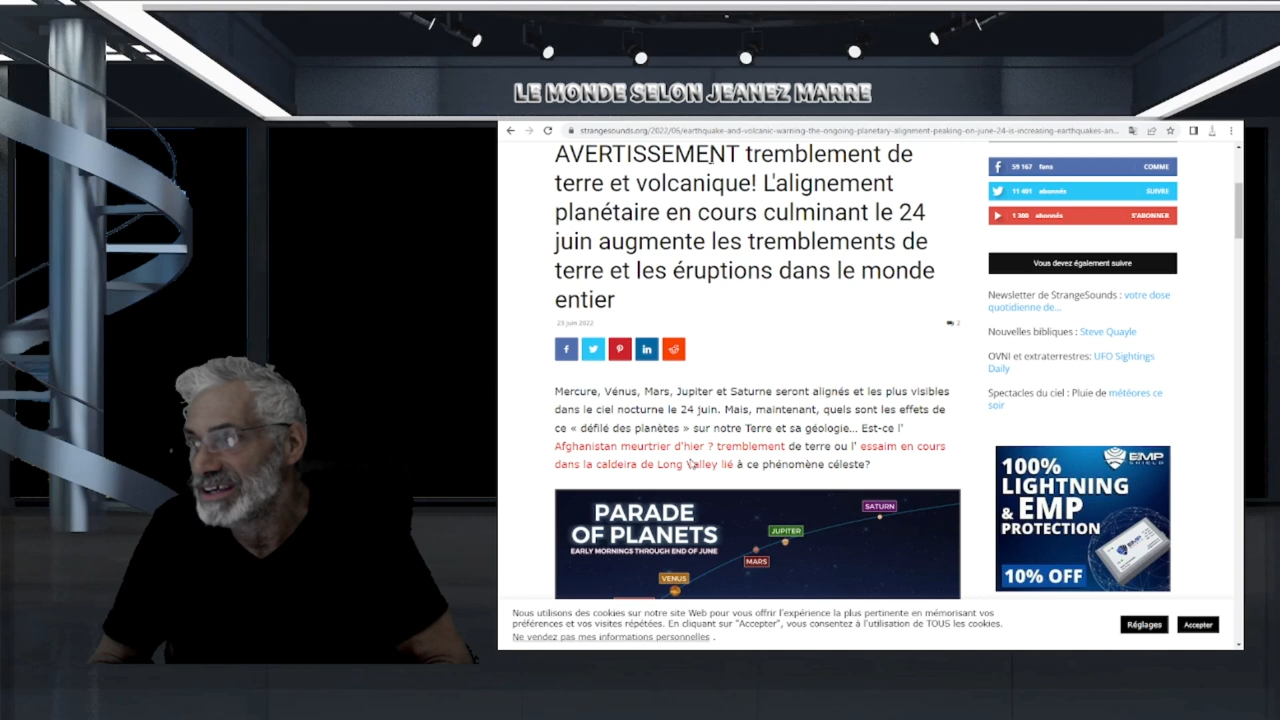 LE MONDE SELON JEANEZ MARRE
strangesounds.org/2022/06/earthquake-and-volcanic-warning-the-ongoing-planetary-alignment-peaking-on-june-24-is-increasing-earthquakes-an...
AVERTISSEMENT tremblement de
terre et volcanique! L'alignement
planétaire en cours culminant le 24
juin augmente les tremblements de
terre et les éruptions dans le monde
entier
23 juin 2022
2
Mercure, Vénus, Mars, Jupiter et Saturne seront alignés et les plus visibles
dans le ciel nocturne le 24 juin. Mais, maintenant, quels sont les effets de
ce « défilé des planètes » sur notre Terre et sa géologie... Est-ce l'
Afghanistan meurtrier d'hier ? tremblement de terre ou l' essaim en cours
dans la caldeira de Long Valley lié à ce phénomène céleste?
PARADE
OF PLANETS
EARLY MORNINGS THROUGH END OF JUNE
SATURN
JUPITER
MARS
VENUS
59 167 fans COMME
11 491 abonnés SUIVRE
1 300 abonnés S'ABONNER
Vous devez également suivre
Newsletter de StrangeSounds : votre dose
quotidienne de...
Nouvelles bibliques : Steve Quayle
OVNI et extraterrestres: UFO Sightings
Daily
Spectacles du ciel : Pluie de météores ce
soir
EMP
SHIELD
100%
LIGHTNING
& EMP
PROTECTION
10% OFF
Nous utilisons des cookies sur notre site Web pour vous offrir l'expérience la plus pertinente en mémorisant vos
préférences et vos visites répétées. En cliquant sur "Accepter", vous consentez à l'utilisation de TOUS les cookies.
Ne vendez pas mes informations personnelles .
Réglages
Accepter